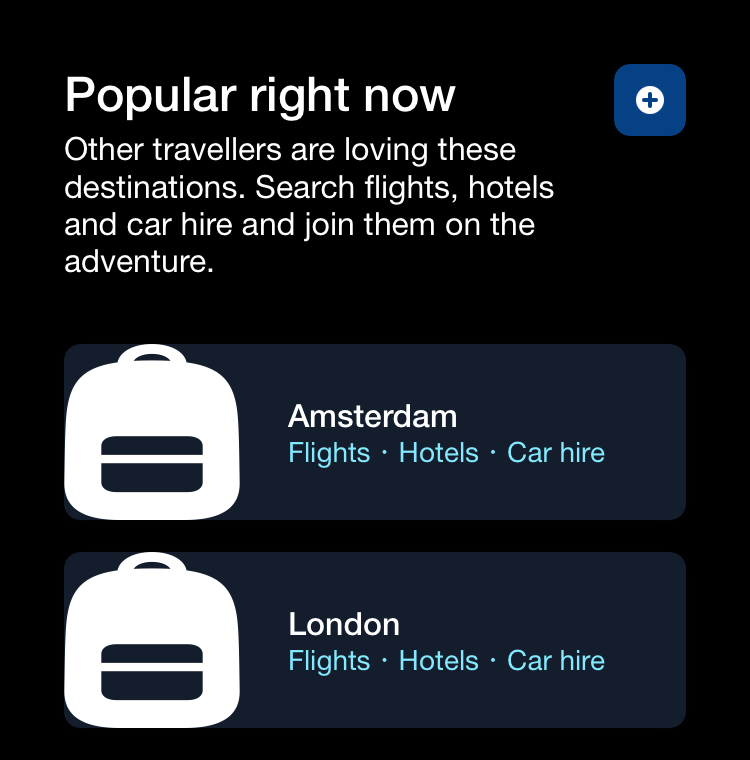 Popular right now
Other travellers are loving these
destinations. Search flights, hotels
and car hire and join them on the
adventure.
Amsterdam
Flights · Hotels · Car hire
London
Flights · Hotels · Car hire